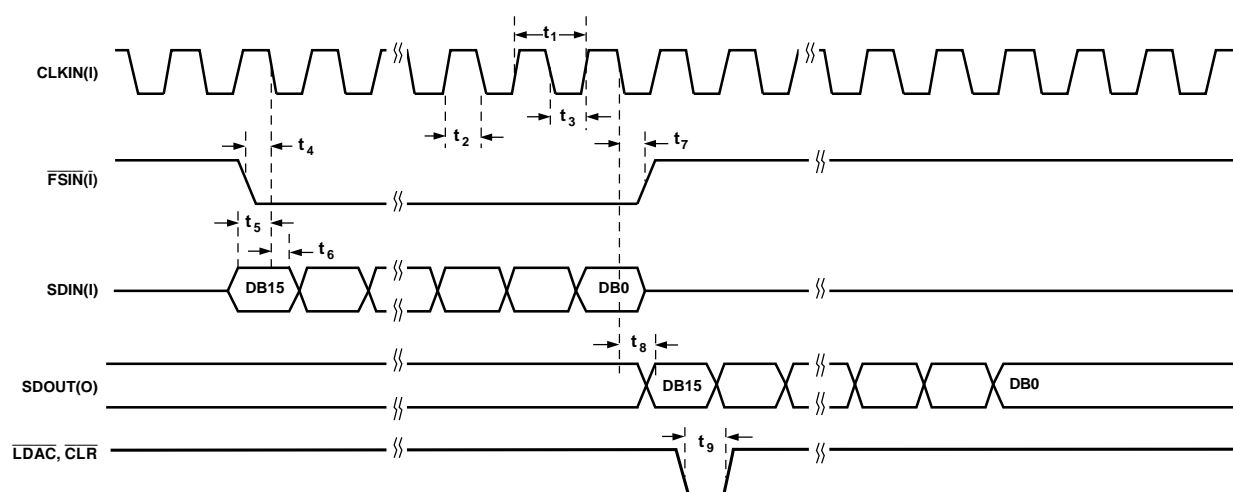 t1
CLKIN(I)
t2
t3
t4
t7
FSIN(I)
t5
t6
SDIN(I)
DB15
DB0
t8
SDOUT(O)
DB15
DB0
LDAC, CLR
t9